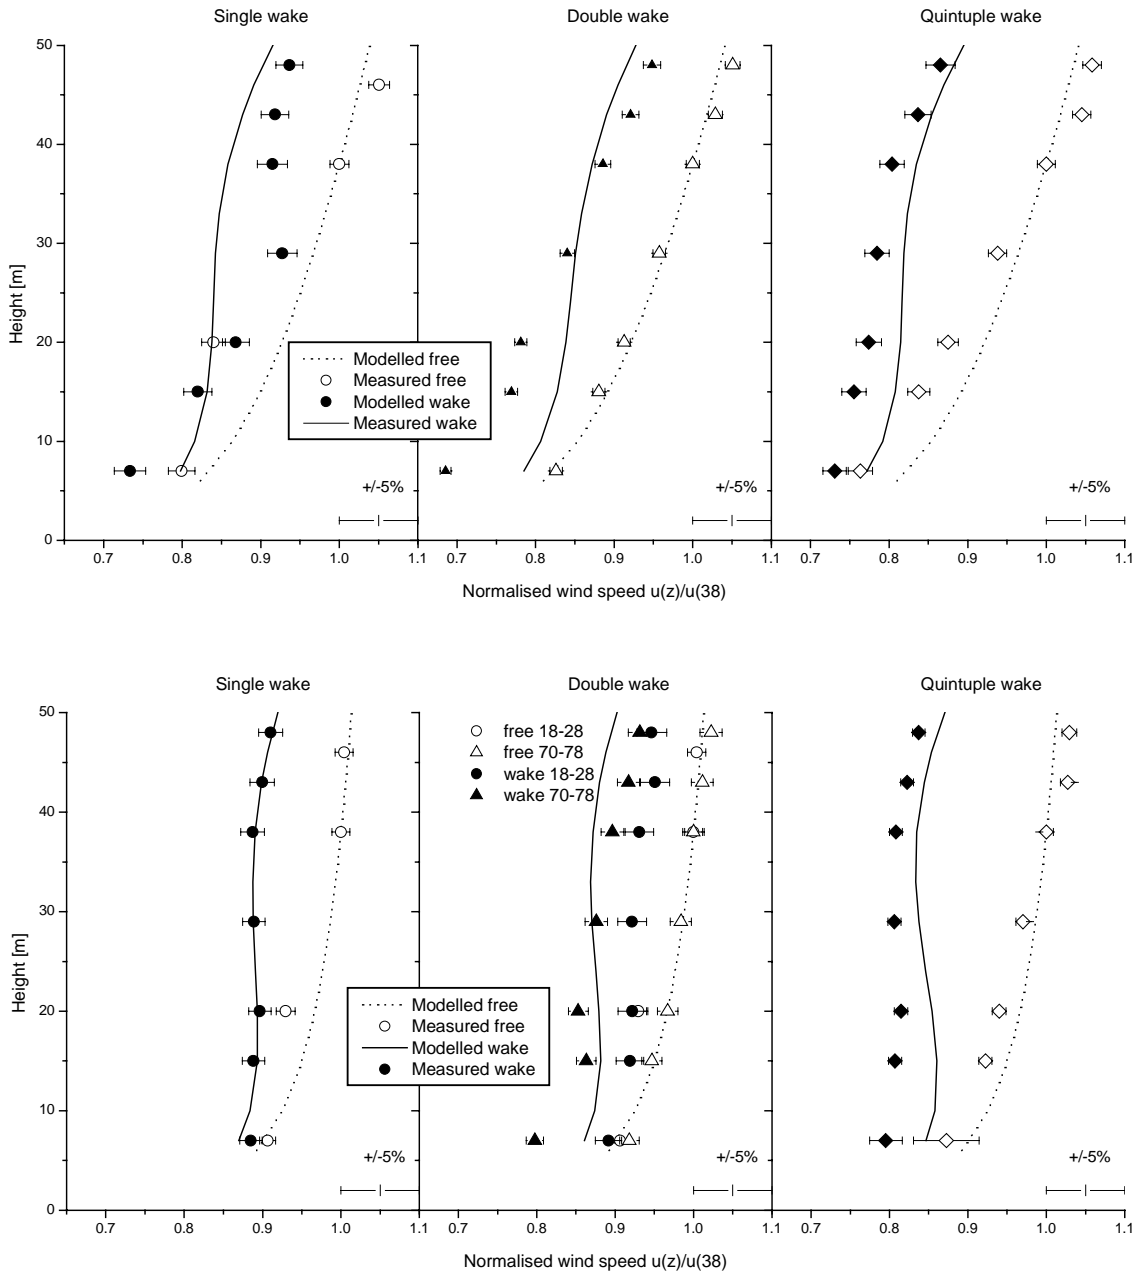 Single wake
Double wake
Quintuple wake
50
40
30
20
10
0
Height [m]
Modelled free
Measured free
Modelled wake
Measured wake
+/-5%
+/-5%
+/-5%
0.7 0.8 0.9 1.0 1.1
0.7 0.8 0.9 1.0 1.1
0.7 0.8 0.9 1.0 1.1
Normalised wind speed u(z)/u(38)
Single wake
Double wake
Quintuple wake
50
40
30
20
10
0
Height [m]
free 18-28
free 70-78
wake 18-28
wake 70-78
Modelled free
Measured free
Modelled wake
Measured wake
+/-5%
+/-5%
+/-5%
0.7 0.8 0.9 1.0 1.1
0.7 0.8 0.9 1.0 1.1
0.7 0.8 0.9 1.0 1.1
Normalised wind speed u(z)/u(38)